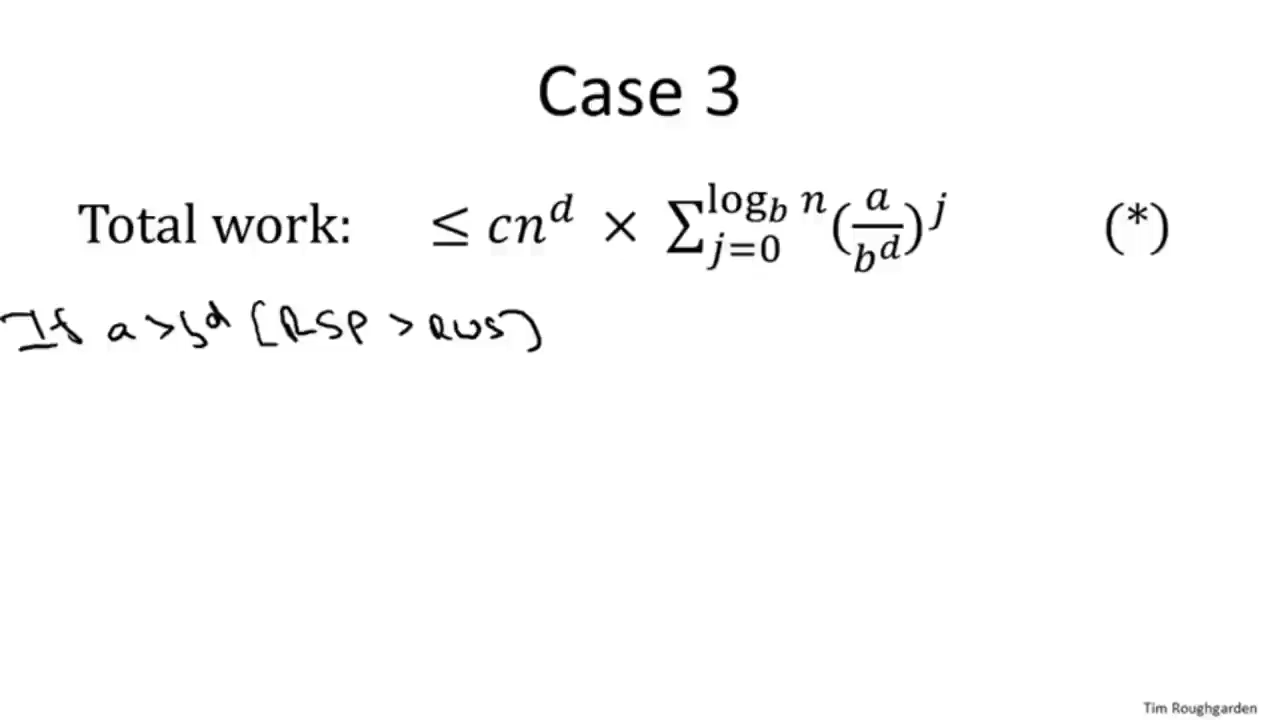 Case 3
Total work: ≤ cn^d × ∑_{j=0}^{log_b n} (a/b^d)^j (*)
If a > b^d [RSP > RWS]
Tim Roughgarden